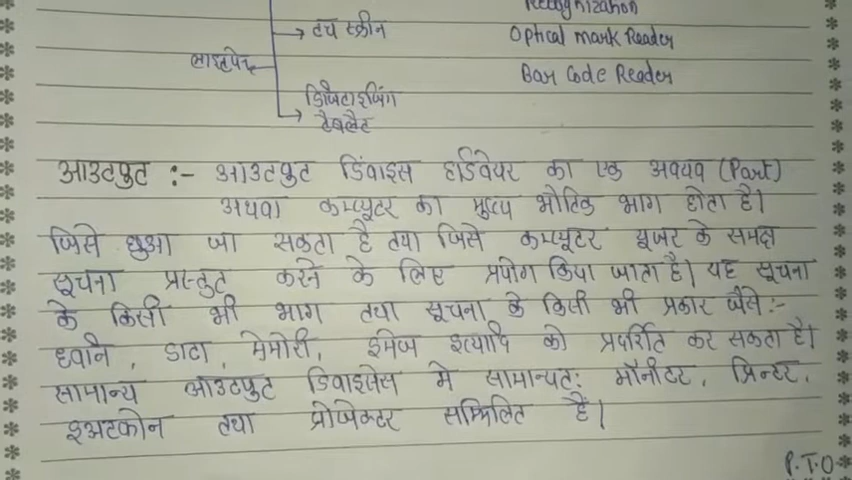 Recognization
→ टच स्क्रीन Optical mark Reader
लाइटपेन Bar Code Reader
→ डिजिटाइजिंग टैबलेट
आउटपुट :- आउटपुट डिवाइस हार्डवेयर का एक अवयव (Part)
अथवा कम्प्यूटर का मुख्य भौतिक भाग होता है।
जिसे छुआ जा सकता है तथा जिसे कम्प्यूटर यूजर के समक्ष
सूचना प्रस्तुत करने के लिए प्रयोग किया जाता है। यह सूचना
के किसी भी भाग तथा सूचना के किसी भी प्रकार जैसे :-
ध्वनि, डाटा, मेमोरी, इमेज इत्यादि को प्रदर्शित कर सकता है।
सामान्य आउटपुट डिवाइसेस मे सामान्यतः मॉनीटर, प्रिन्टर,
इअरफोन तथा प्रोजेक्टर सम्मिलित हैं।
P.T.O